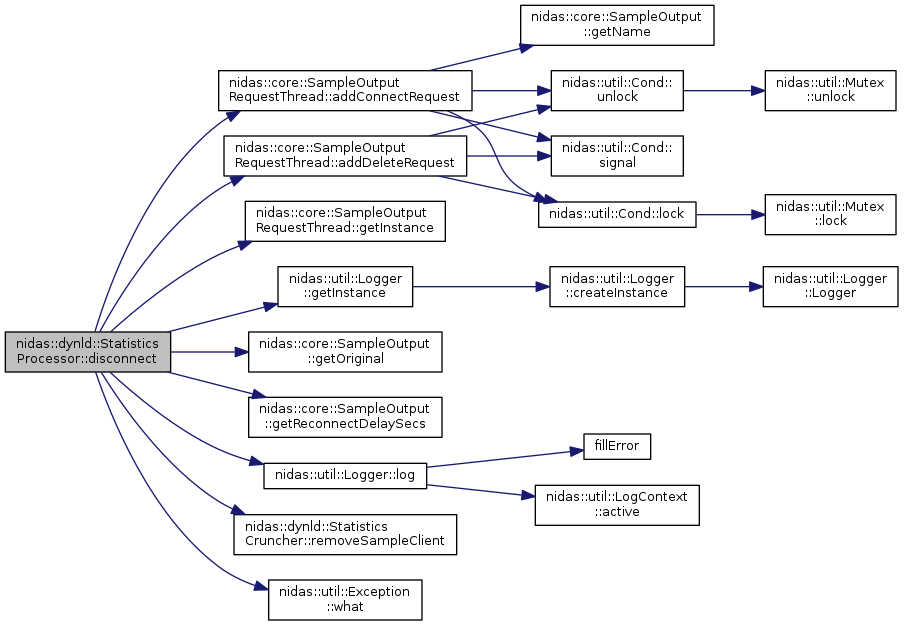 nidas::dynld::Statistics
Processor::disconnect
nidas::core::SampleOutput
RequestThread::addConnectRequest
nidas::core::SampleOutput
RequestThread::addDeleteRequest
nidas::core::SampleOutput
RequestThread::getInstance
nidas::util::Logger
::getInstance
nidas::core::SampleOutput
::getOriginal
nidas::core::SampleOutput
::getReconnectDelaySecs
nidas::util::Logger::log
nidas::dynld::Statistics
Cruncher::removeSampleClient
nidas::util::Exception
::what
nidas::core::SampleOutput
::getName
nidas::util::Cond::
unlock
nidas::util::Cond::
signal
nidas::util::Cond::lock
nidas::util::Logger
::createInstance
fillError
nidas::util::LogContext
::active
nidas::util::Mutex
::unlock
nidas::util::Mutex
::lock
nidas::util::Logger
::Logger